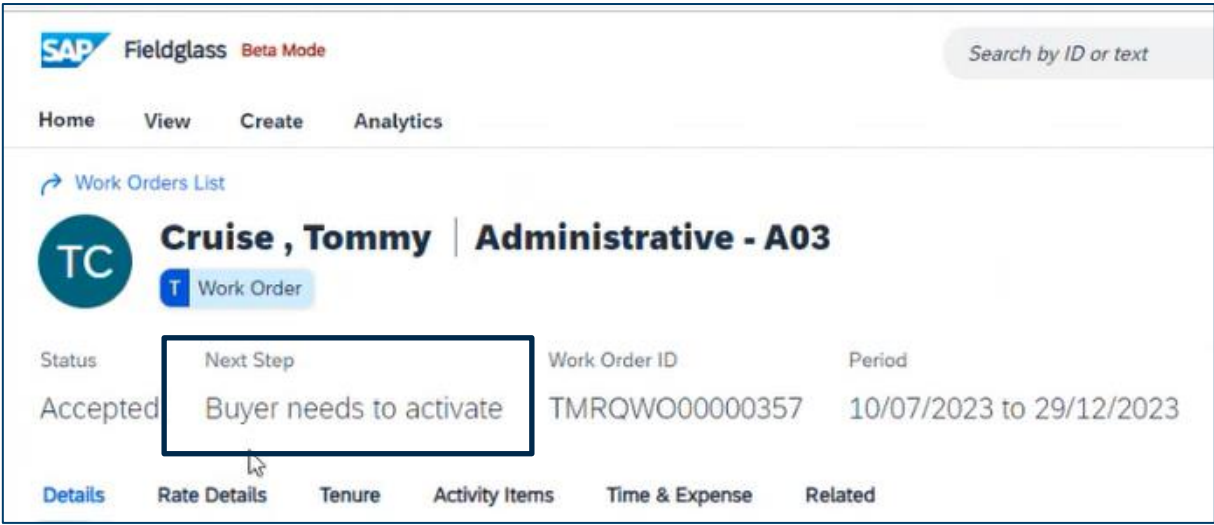 SAP Fieldglass Beta Mode Search by ID or text
Home View Create Analytics
Work Orders List
TC Cruise , Tommy | Administrative - A03
T Work Order
Status Next Step Work Order ID Period
Accepted Buyer needs to activate TMRQWO00000357 10/07/2023 to 29/12/2023
Details Rate Details Tenure Activity Items Time & Expense Related